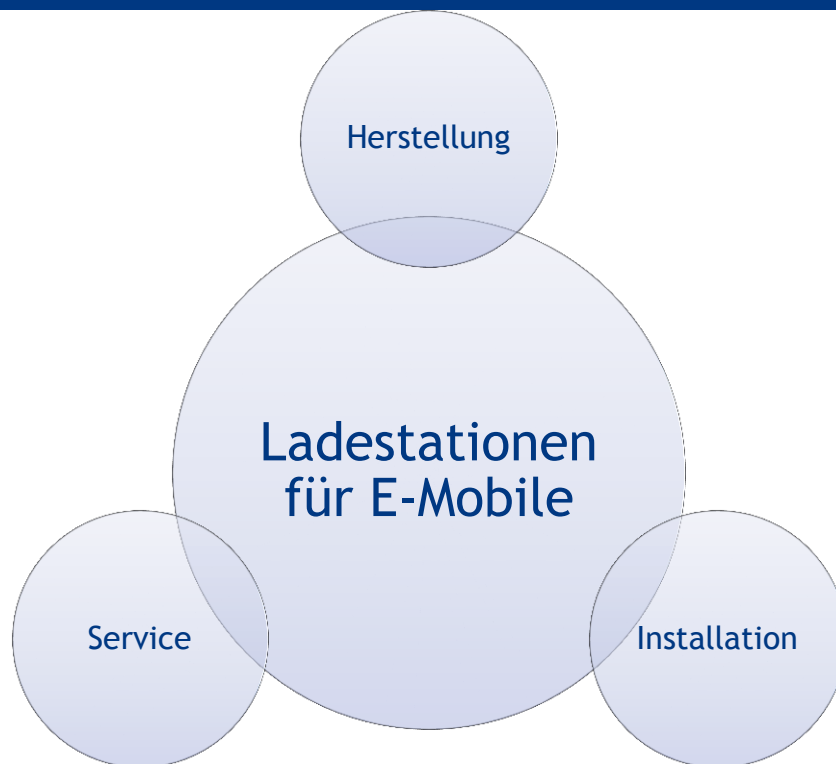 Herstellung
Ladestationen
für E-Mobile
Service
Installation